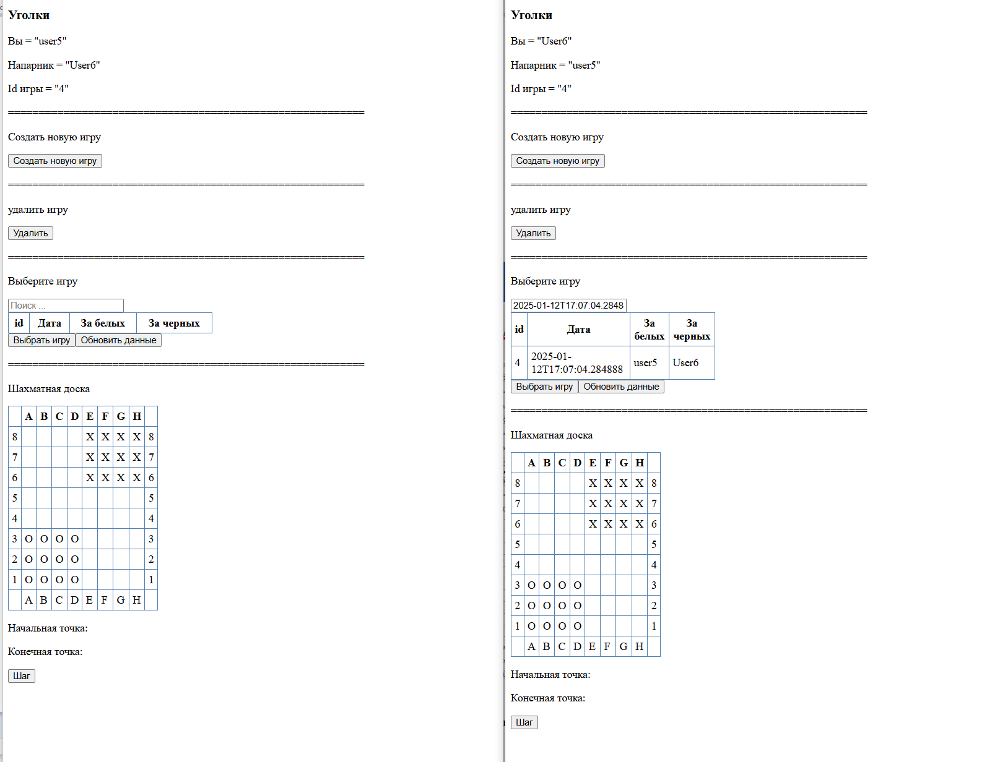 Уголки
Вы = "user5"
Напарник = "User6"
Id игры = "4"
==========================================================
Создать новую игру
Создать новую игру
==========================================================
удалить игру
Удалить
==========================================================
Выберите игру
Поиск ...
id Дата За белых За черных
Выбрать игру Обновить данные
==========================================================
Шахматная доска
A B C D E F G H
8 X X X X 8
7 X X X X 7
6 X X X X 6
5 5
4 4
3 O O O O 3
2 O O O O 2
1 O O O O 1
A B C D E F G H
Начальная точка:
Конечная точка:
Шаг
Уголки
Вы = "User6"
Напарник = "user5"
Id игры = "4"
==========================================================
Создать новую игру
Создать новую игру
==========================================================
удалить игру
Удалить
==========================================================
Выберите игру
2025-01-12T17:07:04.2848
id Дата За белых За черных
4 2025-01-12T17:07:04.284888 user5 User6
Выбрать игру Обновить данные
==========================================================
Шахматная доска
A B C D E F G H
8 X X X X 8
7 X X X X 7
6 X X X X 6
5 5
4 4
3 O O O O 3
2 O O O O 2
1 O O O O 1
A B C D E F G H
Начальная точка:
Конечная точка:
Шаг